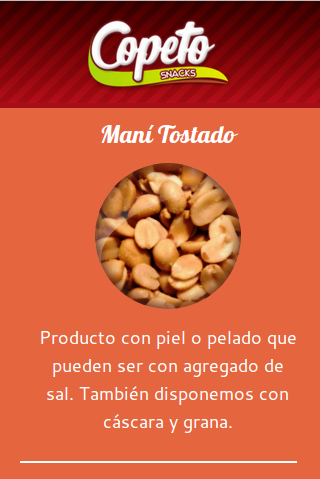 Copeto
SNACKS
Maní Tostado
Producto con piel o pelado que
pueden ser con agregado de
sal. También disponemos con
cáscara y grana.